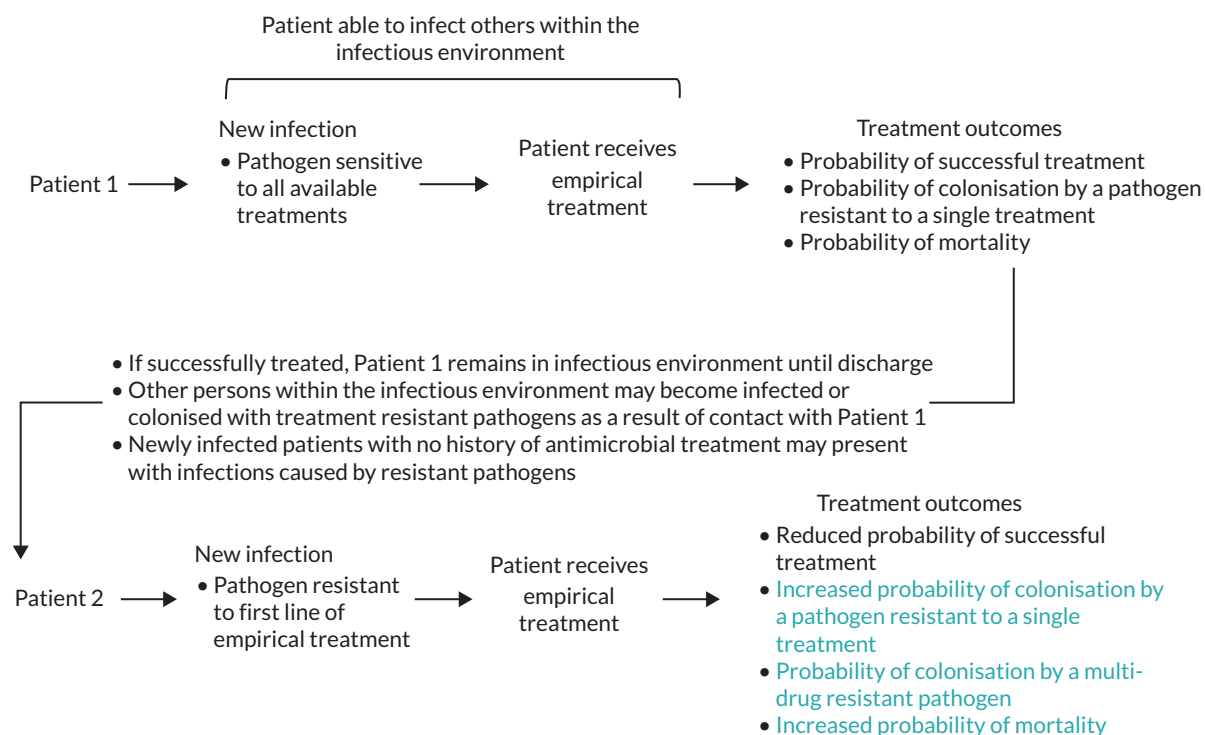 Patient able to infect others within the
infectious environment
New infection
• Pathogen sensitive
to all available
treatments
Patient 1
Patient receives
empirical
treatment
Treatment outcomes
• Probability of successful treatment
• Probability of colonisation by a pathogen
resistant to a single treatment
• Probability of mortality
• If successfully treated, Patient 1 remains in infectious environment until discharge
• Other persons within the infectious environment may become infected or
colonised with treatment resistant pathogens as a result of contact with Patient 1
• Newly infected patients with no history of antimicrobial treatment may present
with infections caused by resistant pathogens
Patient 2
New infection
• Pathogen resistant
to first line of
empirical treatment
Patient receives
empirical
treatment
Treatment outcomes
• Reduced probability of successful
treatment
• Increased probability of colonisation by
a pathogen resistant to a single
treatment
• Probability of colonisation by a multi-
drug resistant pathogen
• Increased probability of mortality